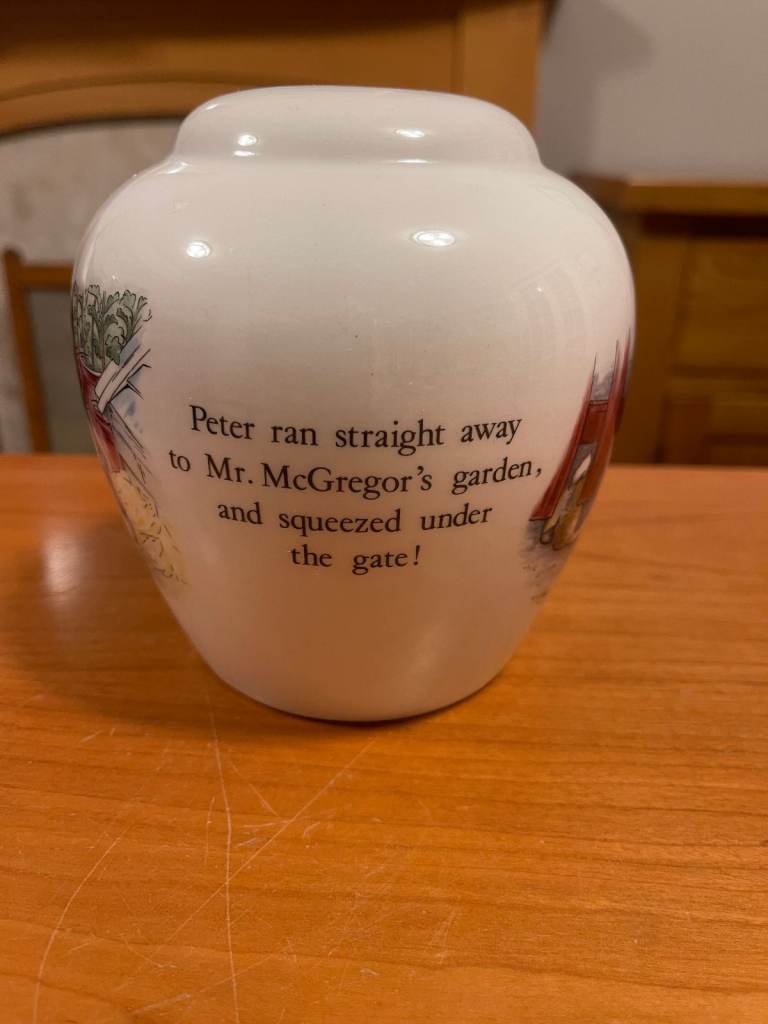 Peter ran straight away
to Mr. McGregor's garden,
and squeezed under
the gate!